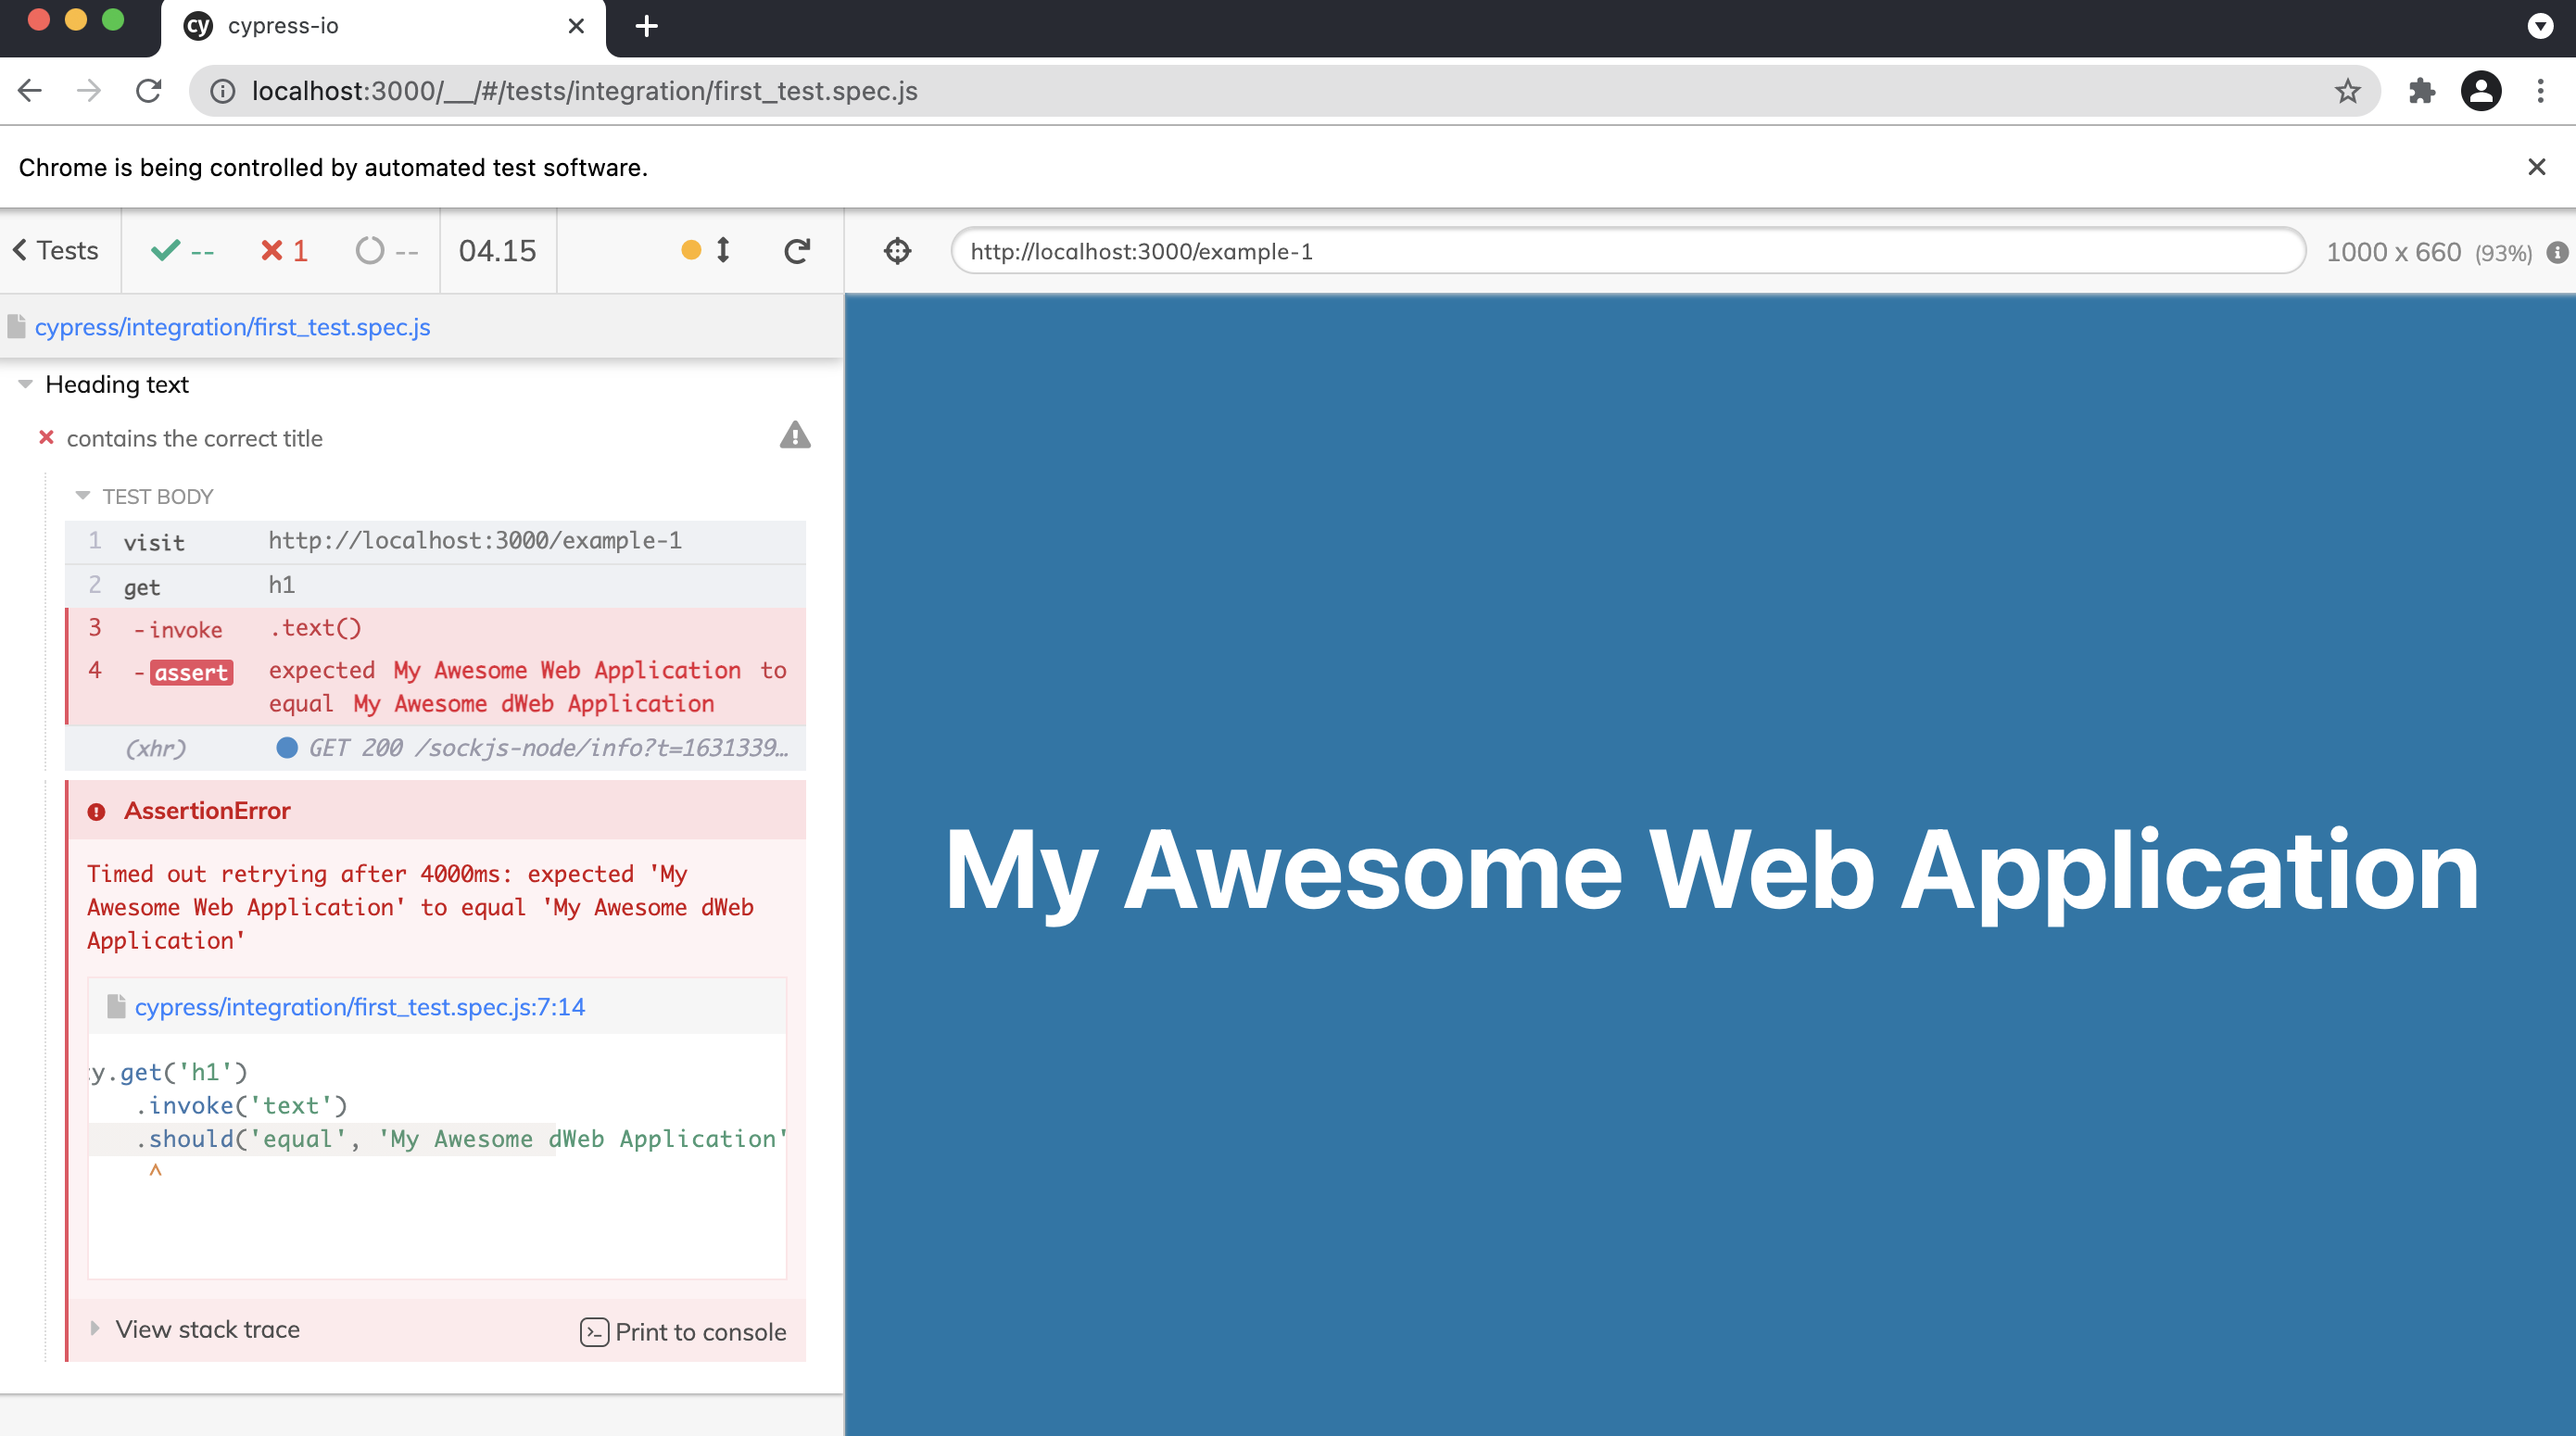 cy cypress-io
localhost:3000/__/#/tests/integration/first_test.spec.js
Chrome is being controlled by automated test software.
Tests -- 1 -- 04.15 http://localhost:3000/example-1 1000 x 660 (93%)
cypress/integration/first_test.spec.js
Heading text
contains the correct title
TEST BODY
1 visit http://localhost:3000/example-1
2 get h1
3 -invoke .text()
4 -assert expected My Awesome Web Application to
equal My Awesome dWeb Application
(xhr) GET 200 /sockjs-node/info?t=1631339…
AssertionError
Timed out retrying after 4000ms: expected 'My
Awesome Web Application' to equal 'My Awesome dWeb
Application'
cypress/integration/first_test.spec.js:7:14
y.get('h1')
.invoke('text')
.should('equal', 'My Awesome dWeb Application'
^
View stack trace Print to console
My Awesome Web Application